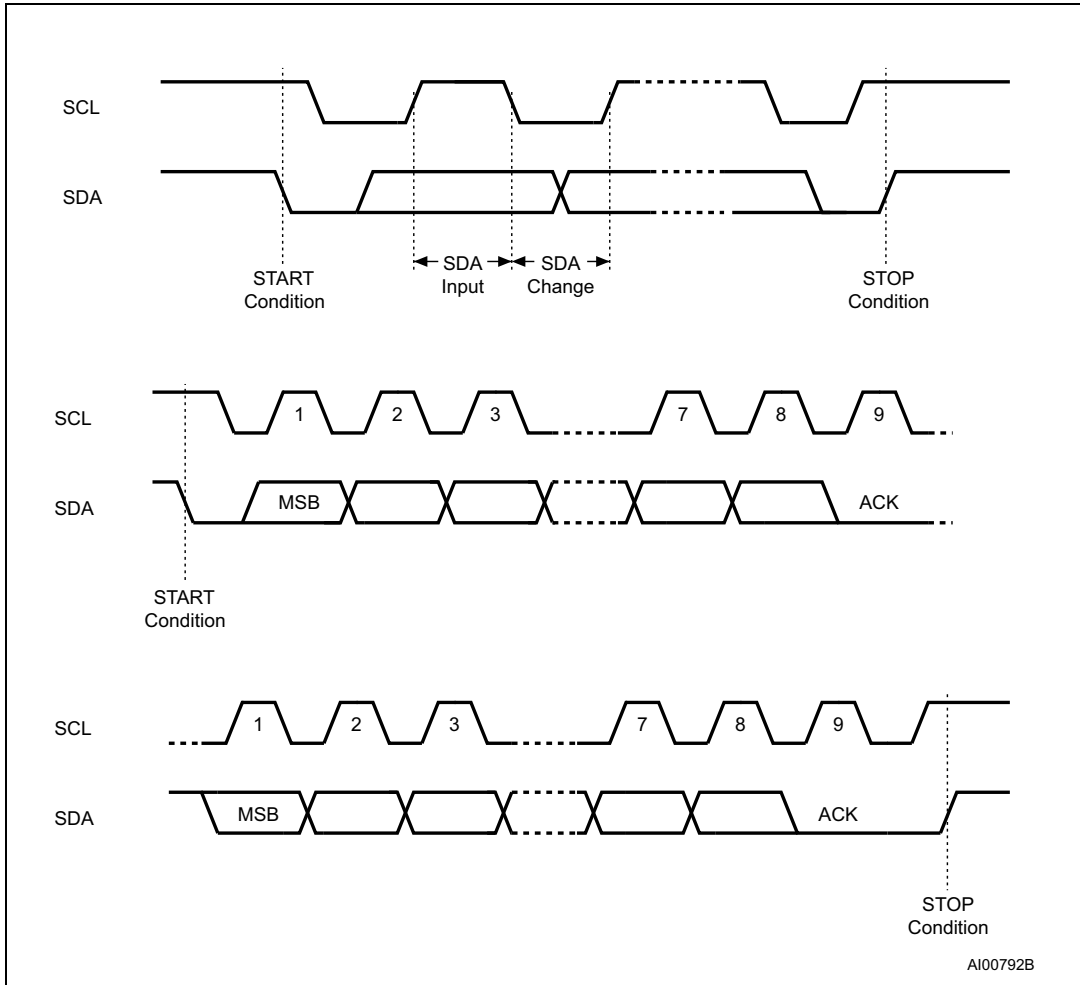 SCL
SDA
START
Condition
SDA
Input
SDA
Change
STOP
Condition
SCL
1
2
3
7
8
9
SDA
MSB
ACK
START
Condition
SCL
1
2
3
7
8
9
SDA
MSB
ACK
STOP
Condition
AI00792B